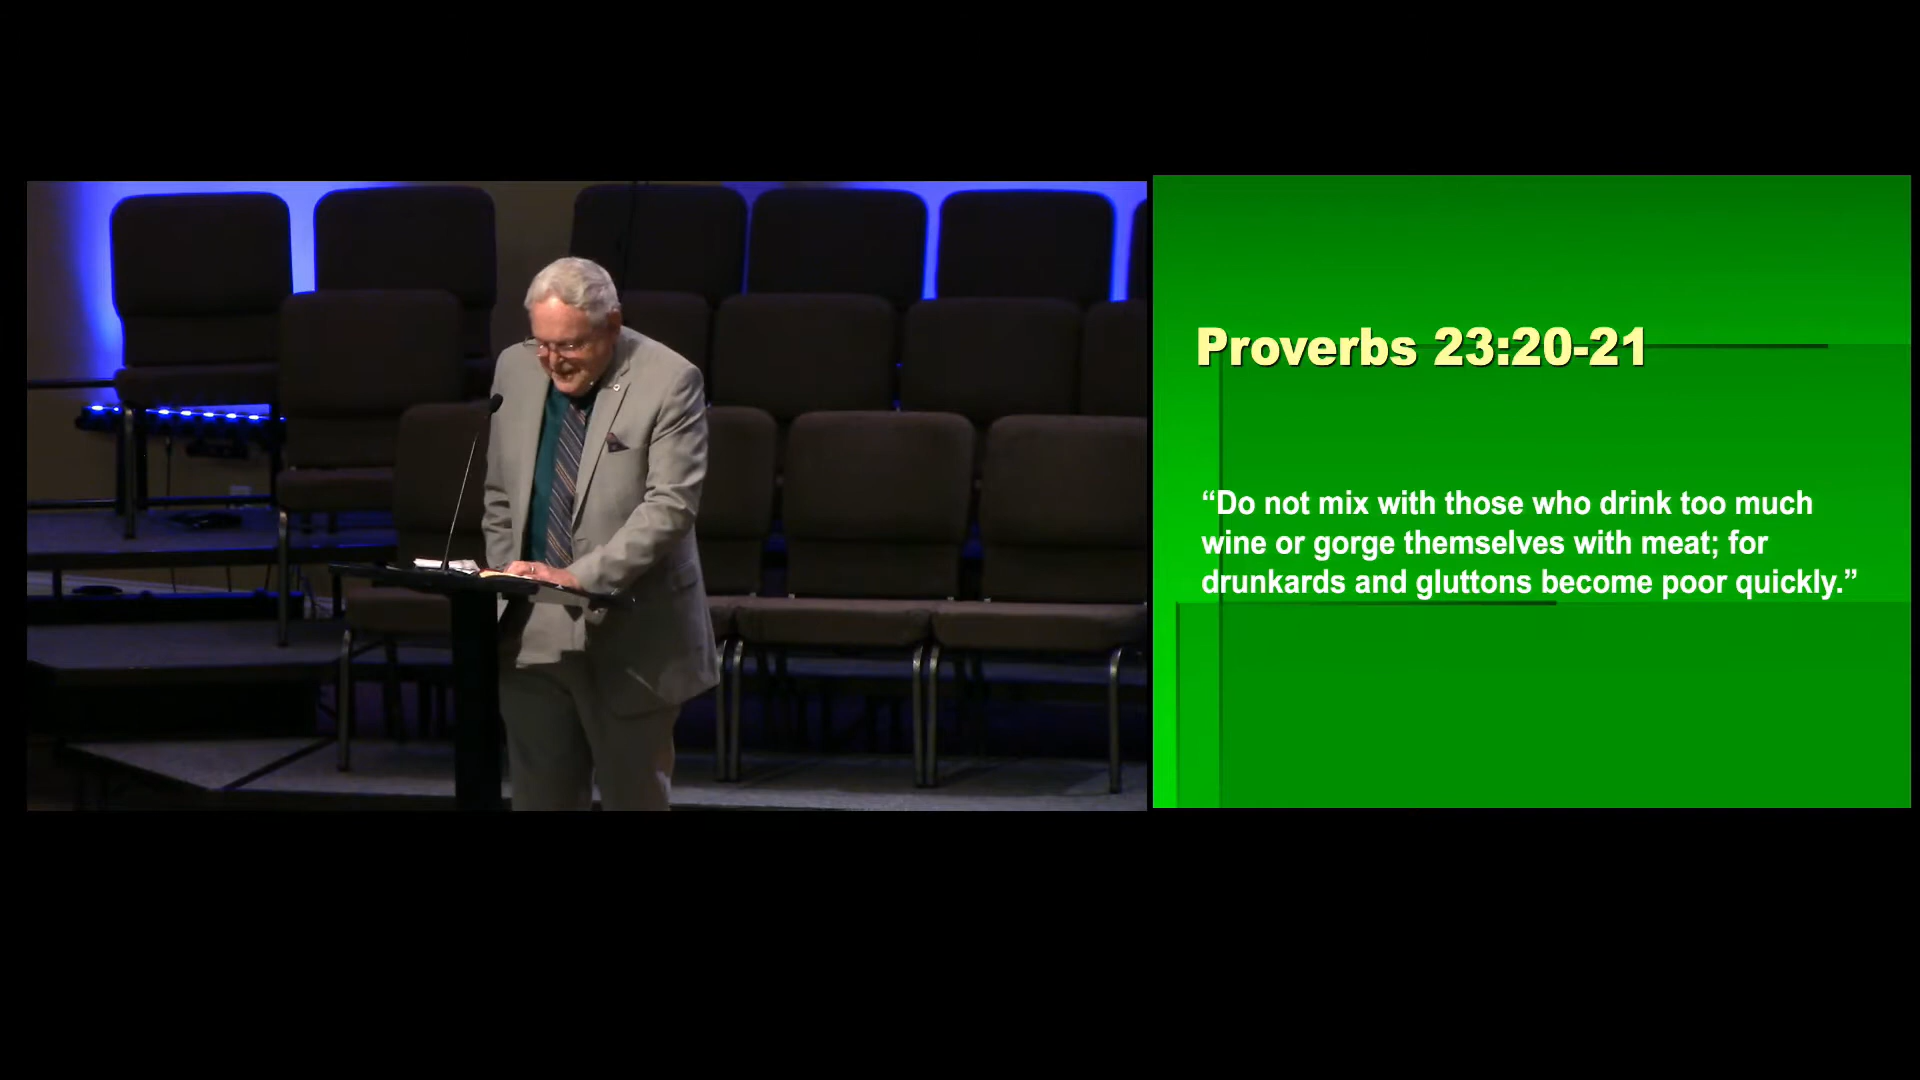 Proverbs 23:20-21
“Do not mix with those who drink too much
wine or gorge themselves with meat; for
drunkards and gluttons become poor quickly.”